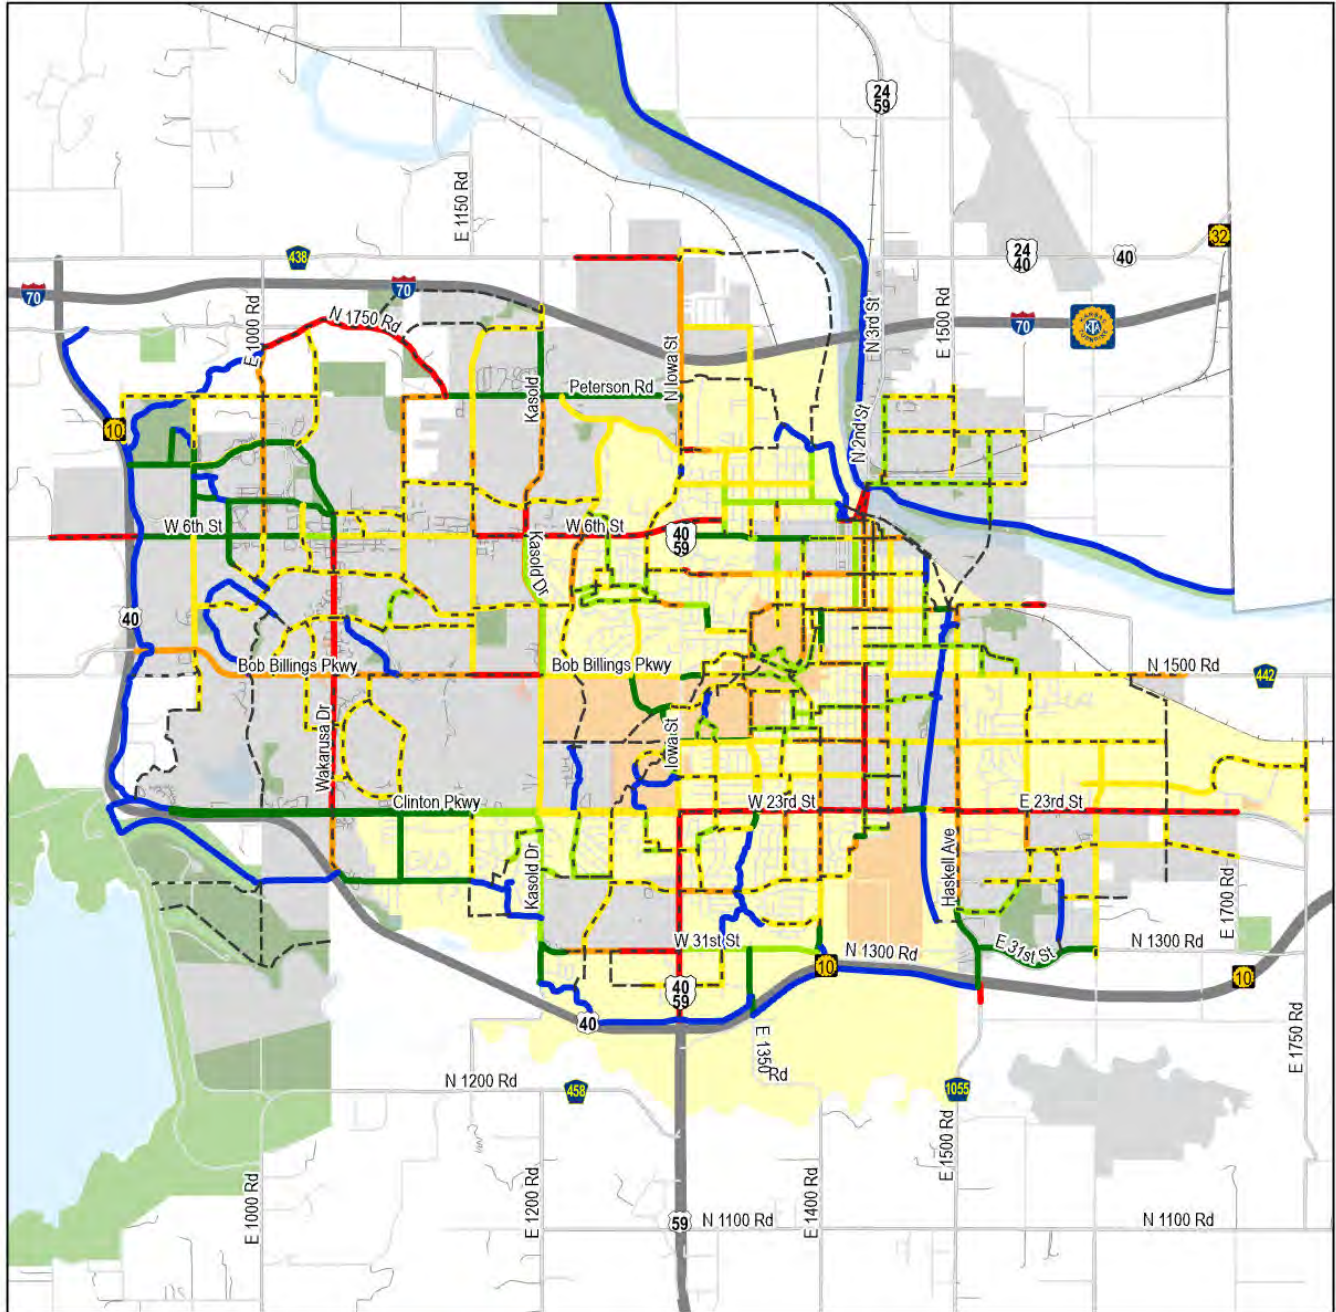 24
59
E 1150 Rd
32
438
24
40
40
70
70
E 1000 Rd
N 1750 Rd
N 3rd St
E 1500 Rd
70
KANSAS
KTA
TURNPIKE
N Iowa St
Kasold
Peterson Rd
10
N 2nd St
W 6th St
W 6th St
40
59
Kasold Dr
40
Bob Billings Pkwy
Bob Billings Pkwy
N 1500 Rd
442
Wakarusa Dr
Iowa St
Clinton Pkwy
W 23rd St
E 23rd St
Kasold Dr
Haskell Ave
E 1700 Rd
W 31st St
N 1300 Rd
E 31st St
N 1300 Rd
10
10
40
59
40
E 1350
Rd
E 1750 Rd
N 1200 Rd
458
1055
E 1500 Rd
E 1000 Rd
E 1200 Rd
E 1400 Rd
59
N 1100 Rd
N 1100 Rd